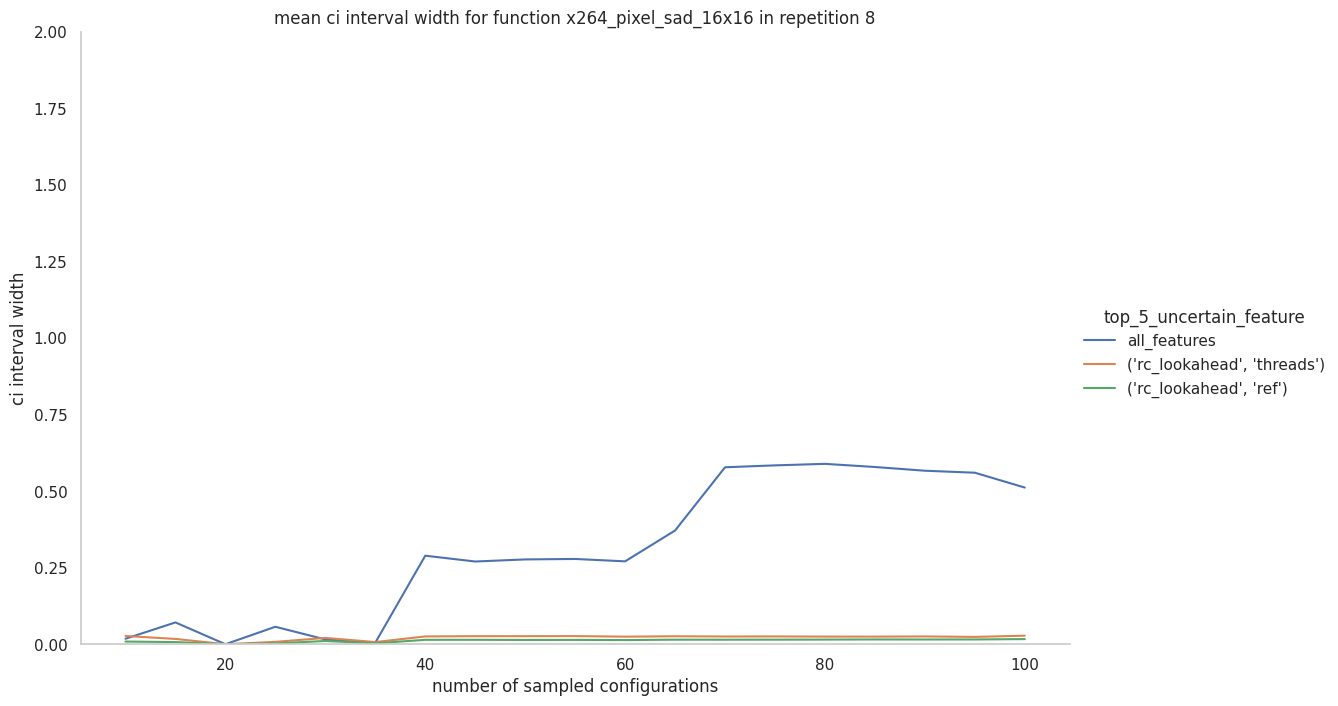 mean ci interval width for function x264_pixel_sad_16x16 in repetition 8
2.00
1.75
1.50
1.25
1.00
0.75
0.50
0.25
0.00
ci interval width
20
40
60
80
100
number of sampled configurations
top_5_uncertain_feature
all_features
('rc_lookahead', 'threads')
('rc_lookahead', 'ref')